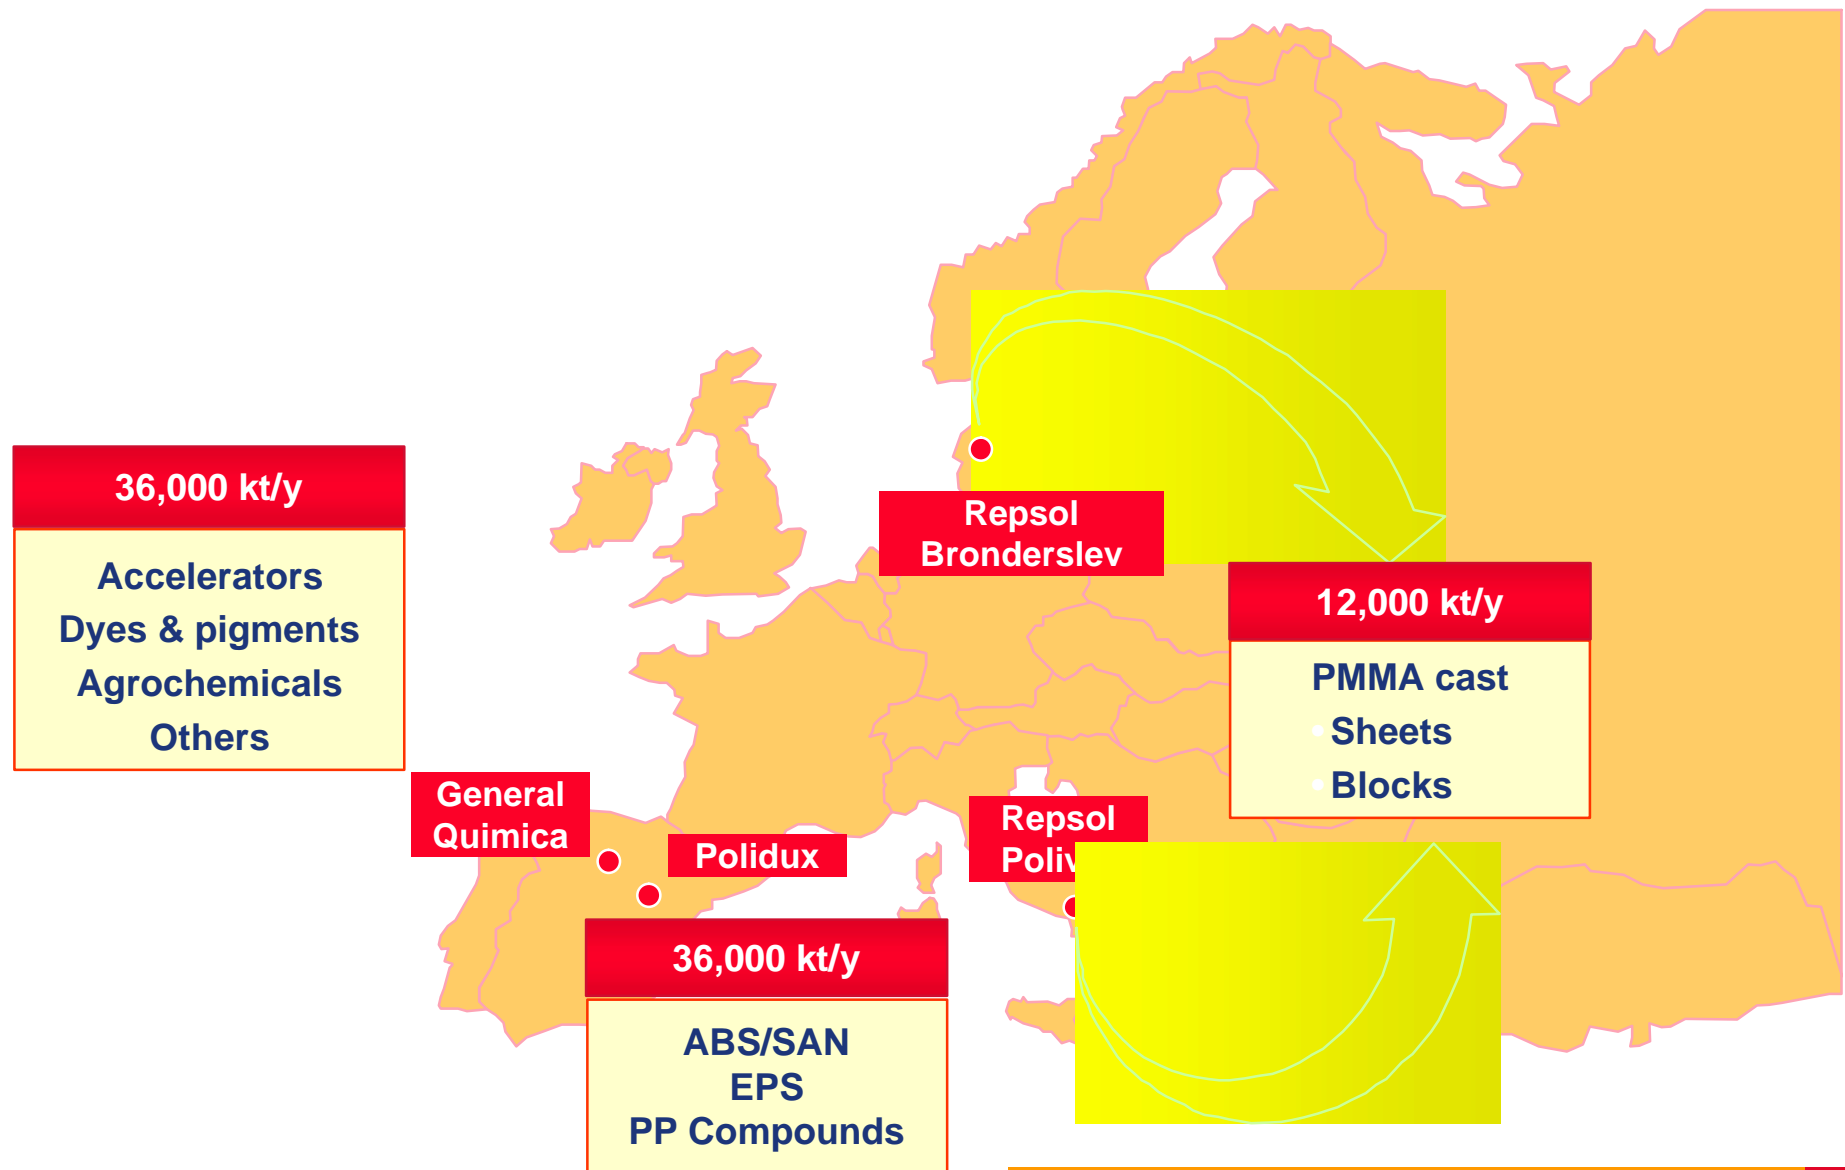 36,000 kt/y
Accelerators
Dyes & pigments
Agrochemicals
Others
General
Quimica
Polidux
36,000 kt/y
ABS/SAN
EPS
PP Compounds
Repsol
Bronderslev
12,000 kt/y
PMMA cast
• Sheets
• Blocks
Repsol